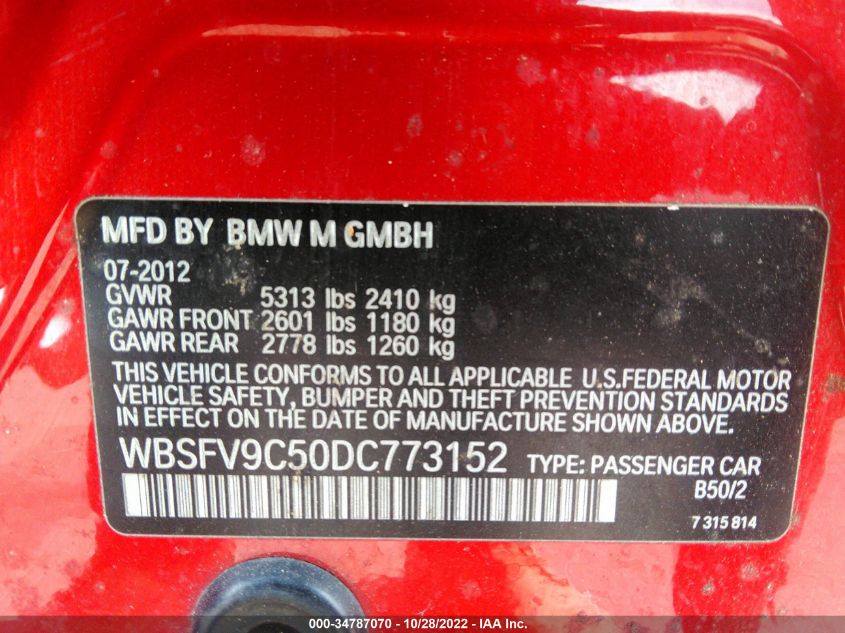 MFD BY BMW M GMBH
07-2012
GVWR 5313 lbs 2410 kg
GAWR FRONT 2601 lbs 1180 kg
GAWR REAR 2778 lbs 1260 kg
THIS VEHICLE CONFORMS TO ALL APPLICABLE U.S.FEDERAL MOTOR
VEHICLE SAFETY, BUMPER AND THEFT PREVENTION STANDARDS
IN EFFECT ON THE DATE OF MANUFACTURE SHOWN ABOVE.
WBSFV9C50DC773152 TYPE: PASSENGER CAR
B50/2
7 315 814
000-34787070 - 10/28/2022 - IAA Inc.